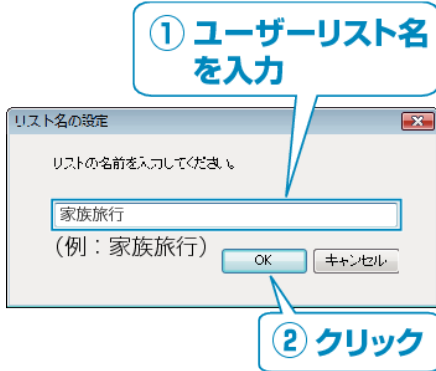 ① ユーザーリスト名
を入力
リスト名の設定
リストの名前を入力してください。
家族旅行
(例：家族旅行)
OK キャンセル
② クリック